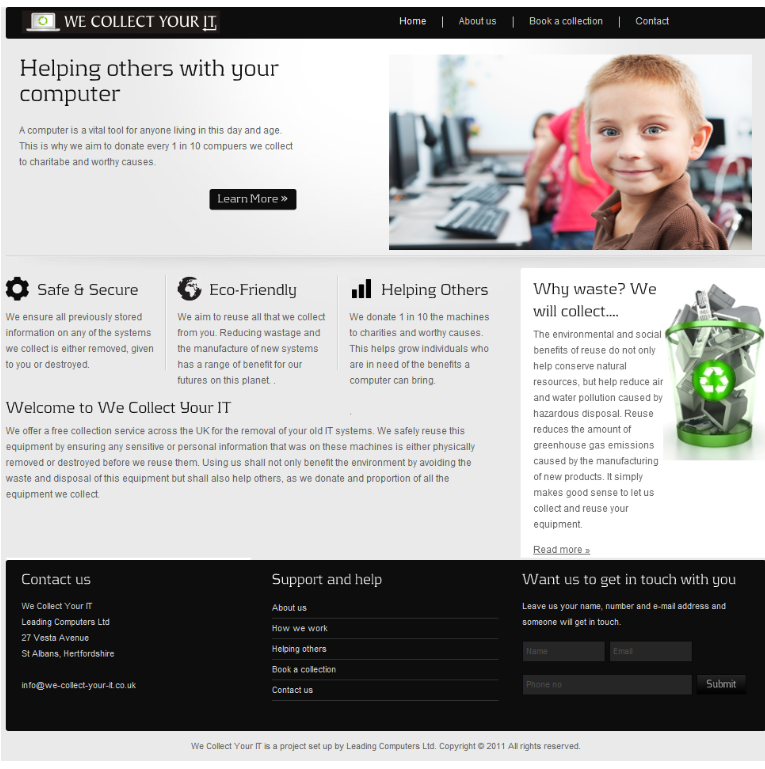 WE COLLECT YOUR IT
Home | About us | Book a collection | Contact
Helping others with your
computer
A computer is a vital tool for anyone living in this day and age.
This is why we aim to donate every 1 in 10 compuers we collect
to charitabe and worthy causes.
Learn More »
Safe & Secure
We ensure all previously stored
information on any of the systems
we collect is either removed, given
to you or destroyed.
Eco-Friendly
We aim to reuse all that we collect
from you. Reducing wastage and
the manufacture of new systems
has a range of benefit for our
futures on this planet. .
Helping Others
We donate 1 in 10 the machines
to charities and worthy causes.
This helps grow individuals who
are in need of the benefits a
computer can bring.
Why waste? We
will collect....
The environmental and social
benefits of reuse do not only
help conserve natural
resources, but help reduce air
and water pollution caused by
hazardous disposal. Reuse
reduces the amount of
greenhouse gas emissions
caused by the manufacturing
of new products. It simply
makes good sense to let us
collect and reuse your
equipment.
Read more »
Welcome to We Collect Your IT
We offer a free collection service across the UK for the removal of your old IT systems. We safely reuse this
equipment by ensuring any sensitive or personal information that was on these machines is either physically
removed or destroyed before we reuse them. Using us shall not only benefit the environment by avoiding the
waste and disposal of this equipment but shall also help others, as we donate and proportion of all the
equipment we collect.
Contact us
We Collect Your IT
Leading Computers Ltd
27 Vesta Avenue
St Albans, Hertfordshire
info@we-collect-your-it.co.uk
Support and help
About us
How we work
Helping others
Book a collection
Contact us
Want us to get in touch with you
Leave us your name, number and e-mail address and
someone will get in touch.
Name
Email
Phone no
Submit
We Collect Your IT is a project set up by Leading Computers Ltd. Copyright © 2011 All rights reserved.